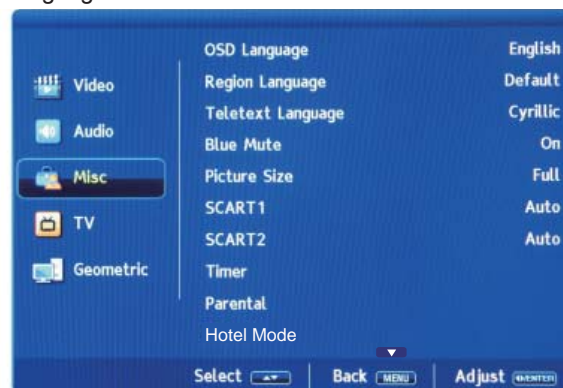 OSD Language English
Video Region Language Default
Teletext Language Cyrillic
Audio Blue Mute On
Misc Picture Size Full
SCART1 Auto
TV SCART2 Auto
Geometric Timer
Parental
Hotel Mode
Select Back MENU Adjust